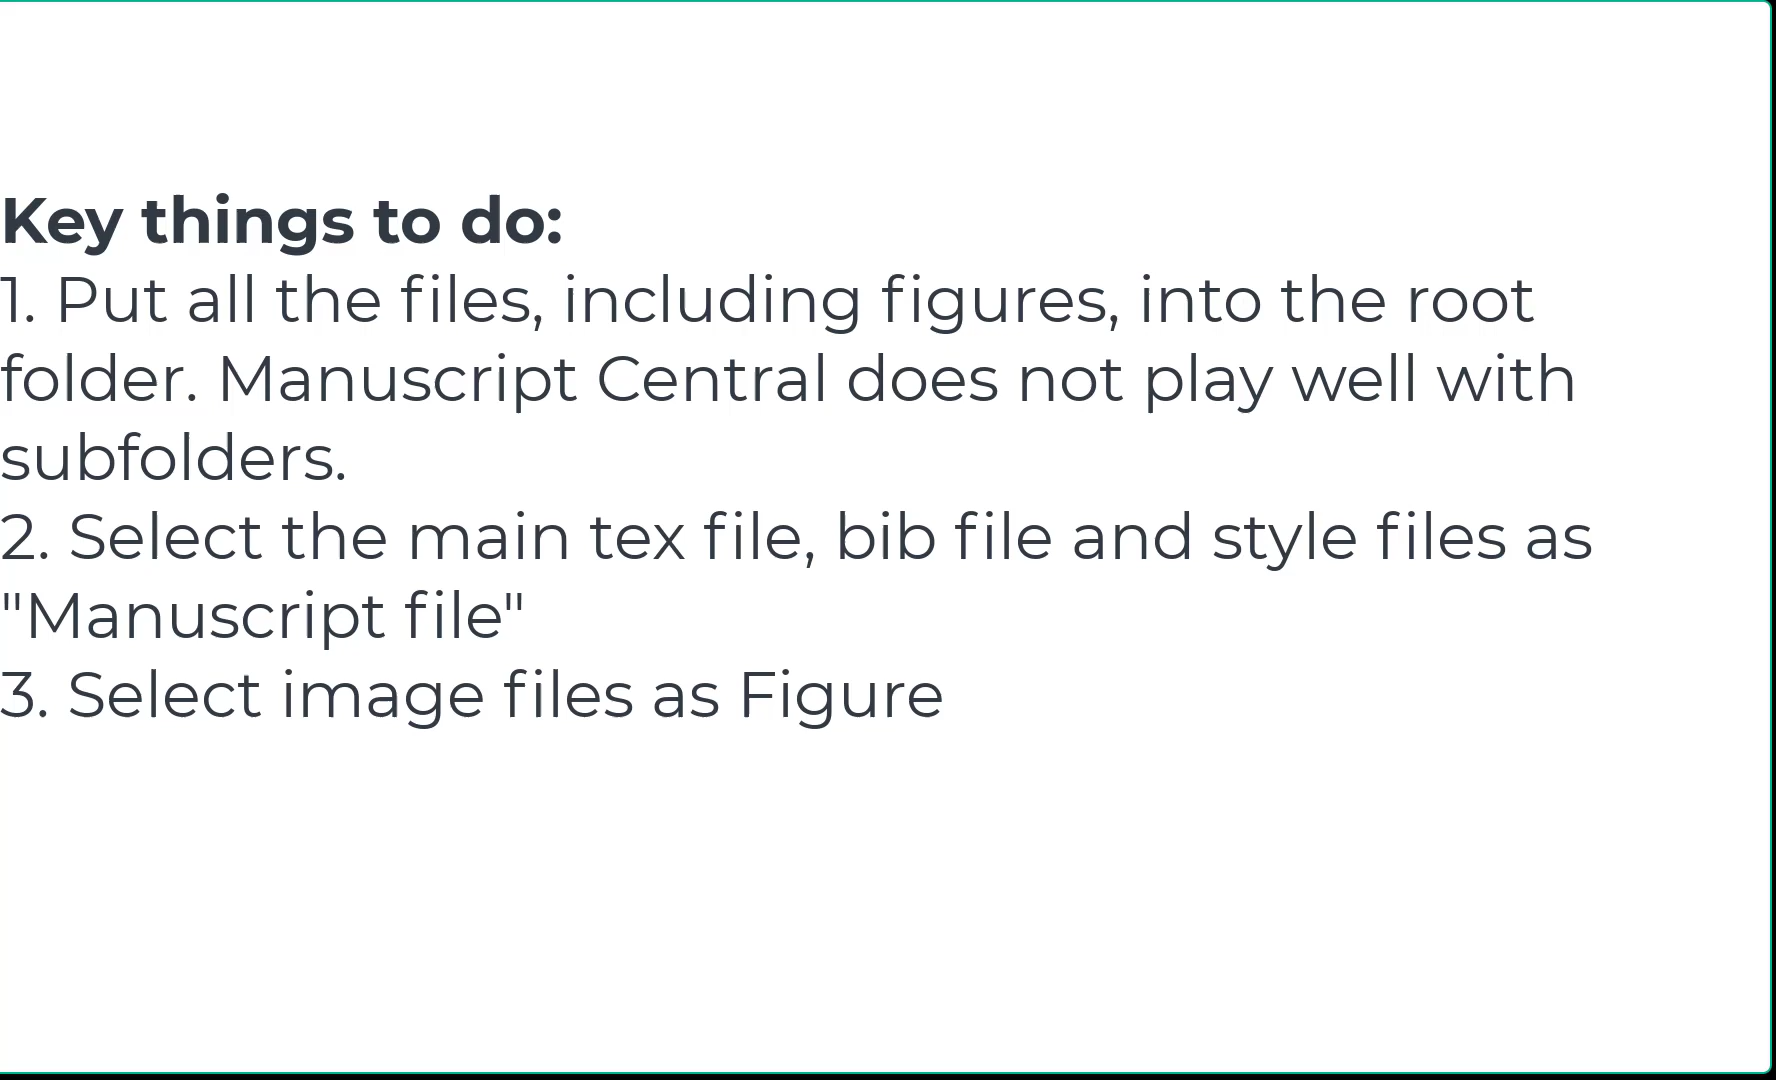 Key things to do:
1. Put all the files, including figures, into the root
folder. Manuscript Central does not play well with
subfolders.
2. Select the main tex file, bib file and style files as
"Manuscript file"
3. Select image files as Figure